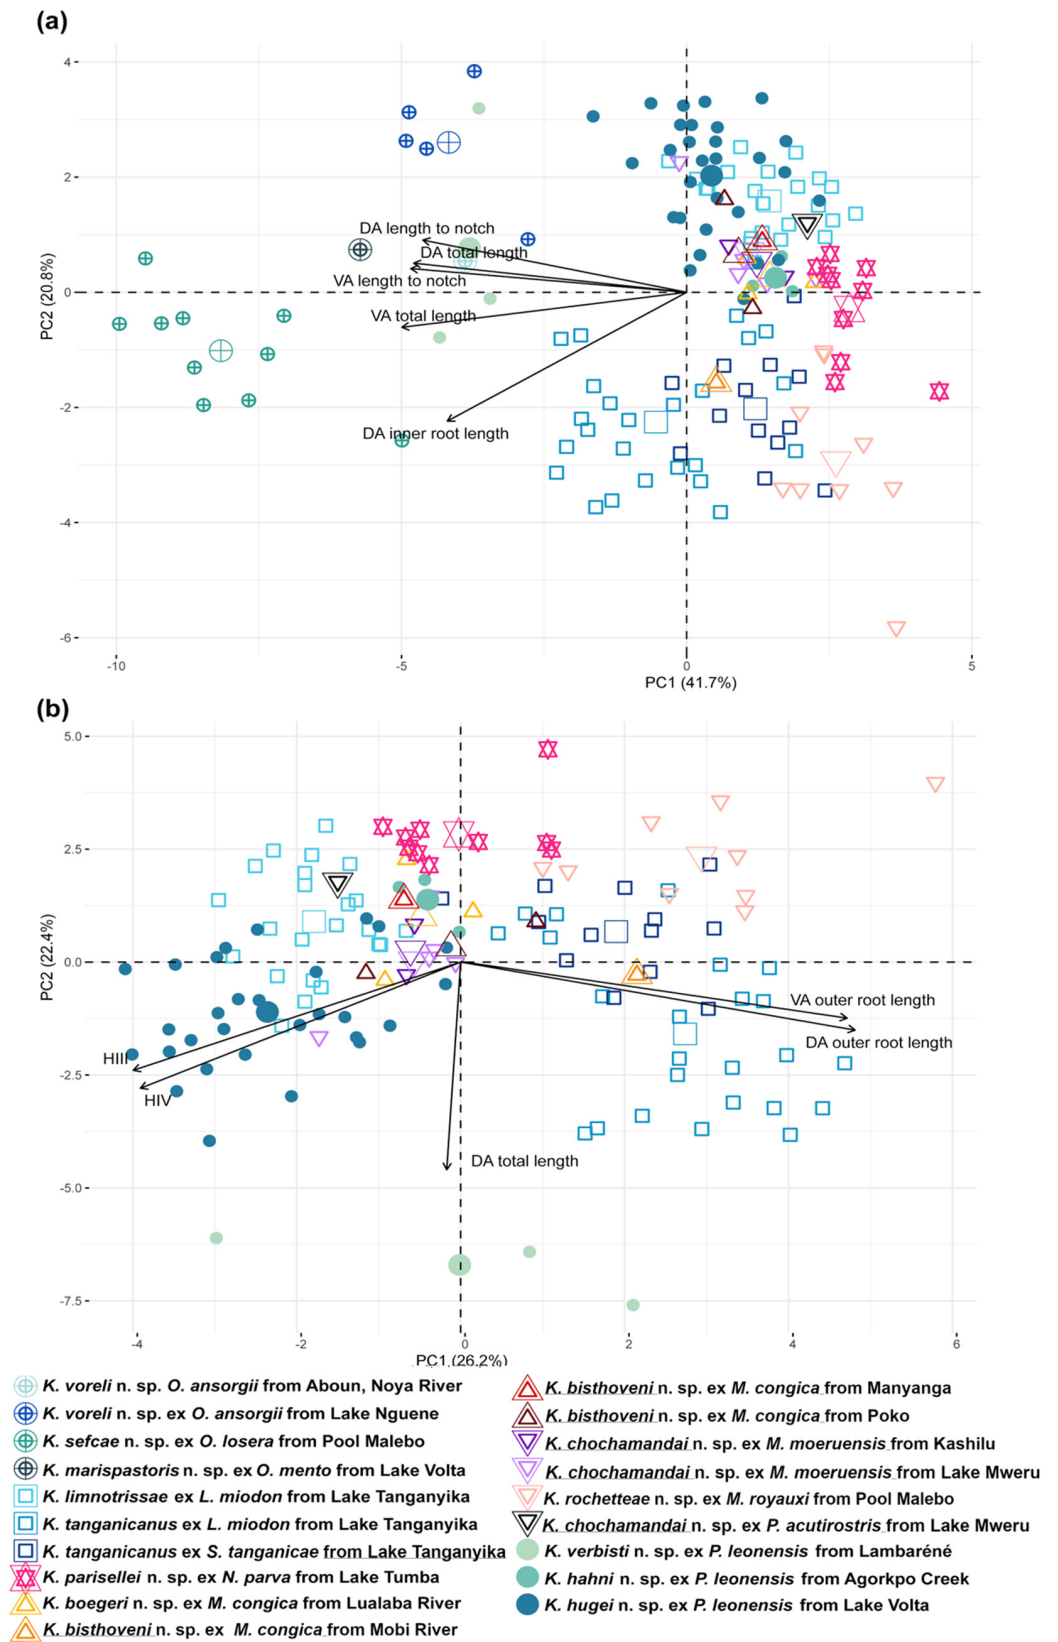 (a)
4
2
0
-2
-4
-6
PC2 (20.8%)
DA length to notch
DA total length
VA length to notch
VA total length
DA inner root length
-10
-5
0
5
PC1 (41.7%)
(b)
5.0
2.5
0.0
-2.5
-5.0
-7.5
PC2 (22.4%)
VA outer root length
DA outer root length
HIII
HIV
DA total length
-4
-2
0
2
4
6
PC1 (26.2%)
K. voreli n. sp. O. ansorgii from Aboun, Noya River
K. voreli n. sp. ex O. ansorgii from Lake Nguene
K. sefcae n. sp. ex O. losera from Pool Malebo
K. marispastoris n. sp. ex O. mento from Lake Volta
K. limnotrissae ex L. miodon from Lake Tanganyika
K. tanganicanus ex L. miodon from Lake Tanganyika
K. tanganicanus ex S. tanganicae from Lake Tanganyika
K. parisellei n. sp. ex N. parva from Lake Tumba
K. boegeri n. sp. ex M. congica from Lualaba River
K. bisthoveni n. sp. ex M. congica from Mobi River
K. bisthoveni n. sp. ex M. congica from Manyanga
K. bisthoveni n. sp. ex M. congica from Poko
K. chochamandai n. sp. ex M. moeruensis from Kashilu
K. chochamandai n. sp. ex M. moeruensis from Lake Mweru
K. rochetteae n. sp. ex M. royauxi from Pool Malebo
K. chochamandai n. sp. ex P. acutirostris from Lake Mweru
K. verbisti n. sp. ex P. leonensis from Lambaréné
K. hahni n. sp. ex P. leonensis from Agorkpo Creek
K. hugei n. sp. ex P. leonensis from Lake Volta